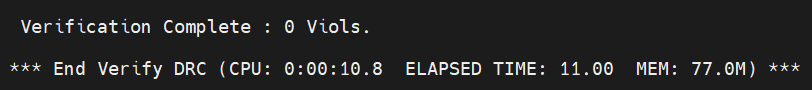 Verification Complete : 0 Viols.
*** End Verify DRC (CPU: 0:00:10.8  ELAPSED TIME: 11.00  MEM: 77.0M) ***